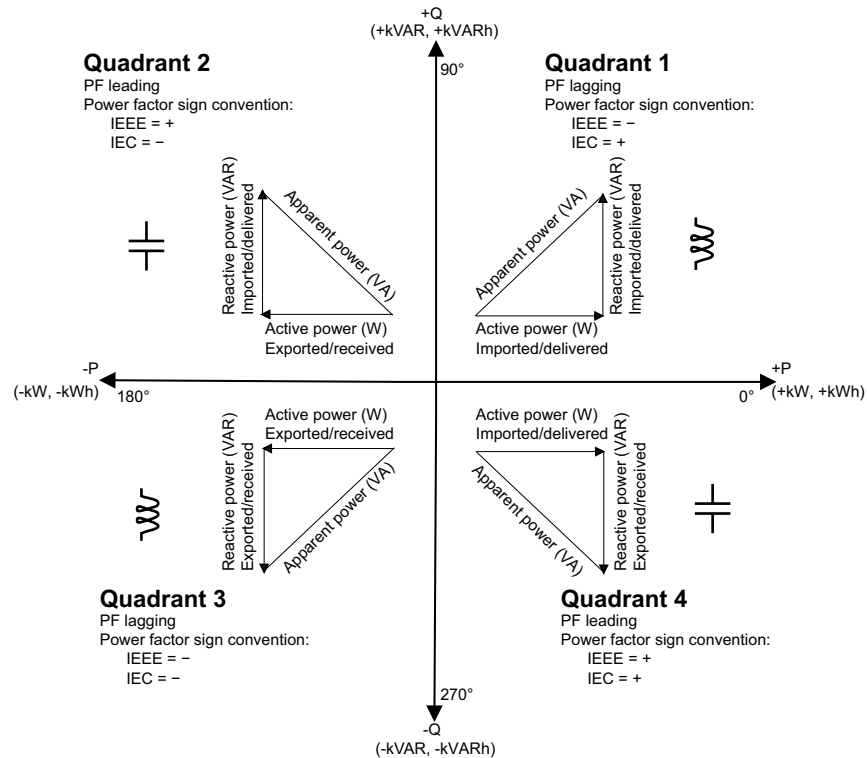 +Q
(+kVAR, +kVARh)
90°
Quadrant 2
PF leading
Power factor sign convention:
IEEE = +
IEC = −
Reactive power (VAR)
Imported/delivered
Apparent power (VA)
Active power (W)
Exported/received
Quadrant 1
PF lagging
Power factor sign convention:
IEEE = −
IEC = +
Apparent power (VA)
Reactive power (VAR)
Imported/delivered
Active power (W)
Imported/delivered
-P
(-kW, -kWh)
180°
0°
+P
(+kW, +kWh)
Active power (W)
Exported/received
Reactive power (VAR)
Exported/received
Apparent power (VA)
Quadrant 3
PF lagging
Power factor sign convention:
IEEE = −
IEC = −
Active power (W)
Imported/delivered
Apparent power (VA)
Reactive power (VAR)
Exported/received
Quadrant 4
PF leading
Power factor sign convention:
IEEE = +
IEC = +
270°
-Q
(-kVAR, -kVARh)